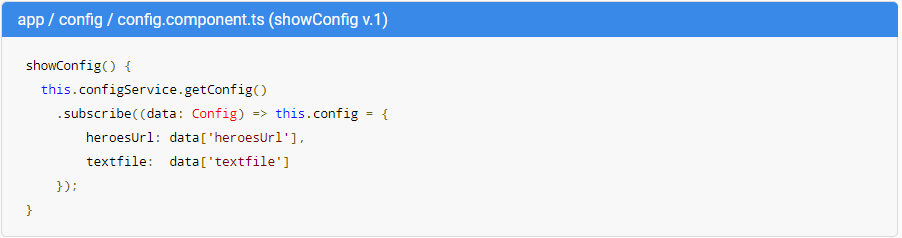 app / config / config.component.ts (showConfig v.1)
showConfig() {
  this.configService.getConfig()
    .subscribe((data: Config) => this.config = {
        heroesUrl: data['heroesUrl'],
        textfile:  data['textfile']
    });
}